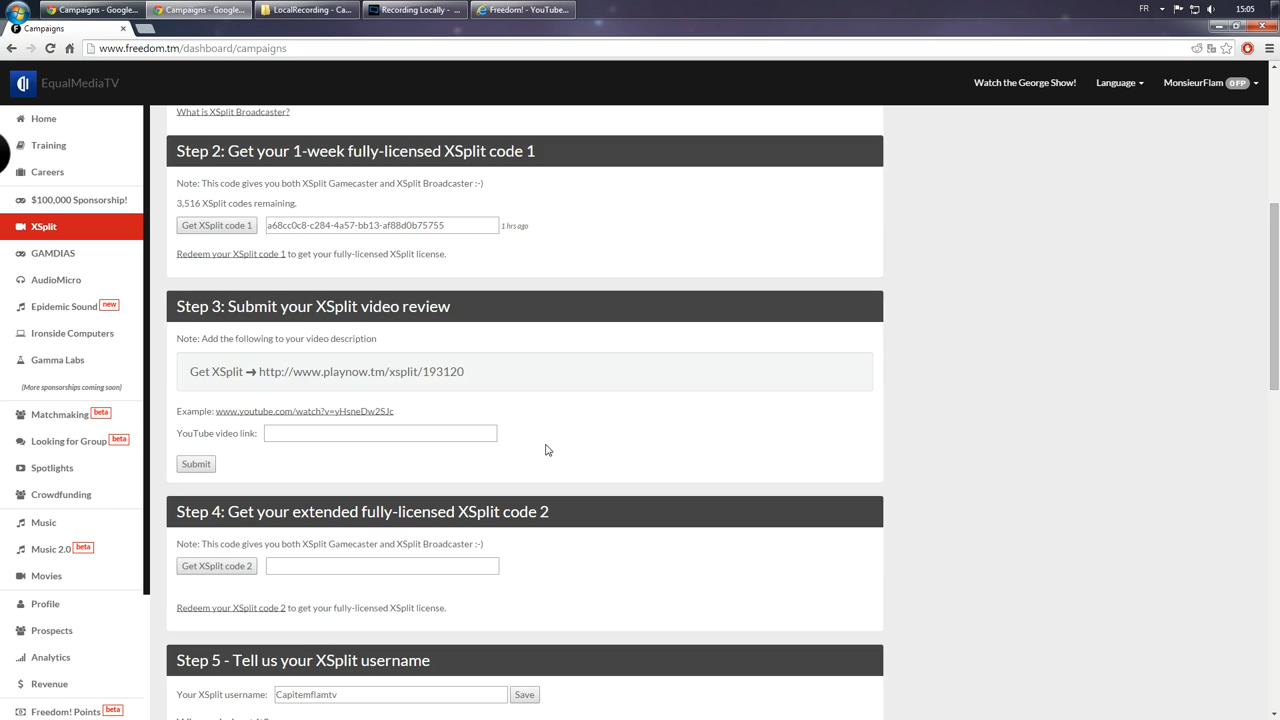 Campaigns - Google...
Campaigns - Google...
LocalRecording - Ca...
Recording Locally - ...
Freedom! - YouTube...
FR
15:05
Campaigns
www.freedom.tm/dashboard/campaigns
EqualMediaTV
Watch the George Show!
Language
MonsieurFlam 0 FP
Home
Training
Careers
$100,000 Sponsorship!
XSplit
GAMDIAS
AudioMicro
Epidemic Sound new
Ironside Computers
Gamma Labs
(More sponsorships coming soon)
Matchmaking beta
Looking for Group beta
Spotlights
Crowdfunding
Music
Music 2.0 beta
Movies
Profile
Prospects
Analytics
Revenue
Freedom! Points beta
What is XSplit Broadcaster?
Step 2: Get your 1-week fully-licensed XSplit code 1
Note: This code gives you both XSplit Gamecaster and XSplit Broadcaster :-)
3,516 XSplit codes remaining.
Get XSplit code 1 a68cc0c8-c284-4a57-bb13-af88d0b75755 1 hrs ago
Redeem your XSplit code 1 to get your fully-licensed XSplit license.
Step 3: Submit your XSplit video review
Note: Add the following to your video description
Get XSplit ➞ http://www.playnow.tm/xsplit/193120
Example: www.youtube.com/watch?v=yHsneDw2SJc
YouTube video link:
Submit
Step 4: Get your extended fully-licensed XSplit code 2
Note: This code gives you both XSplit Gamecaster and XSplit Broadcaster :-)
Get XSplit code 2
Redeem your XSplit code 2 to get your fully-licensed XSplit license.
Step 5 - Tell us your XSplit username
Your XSplit username: Capitemflamtv Save